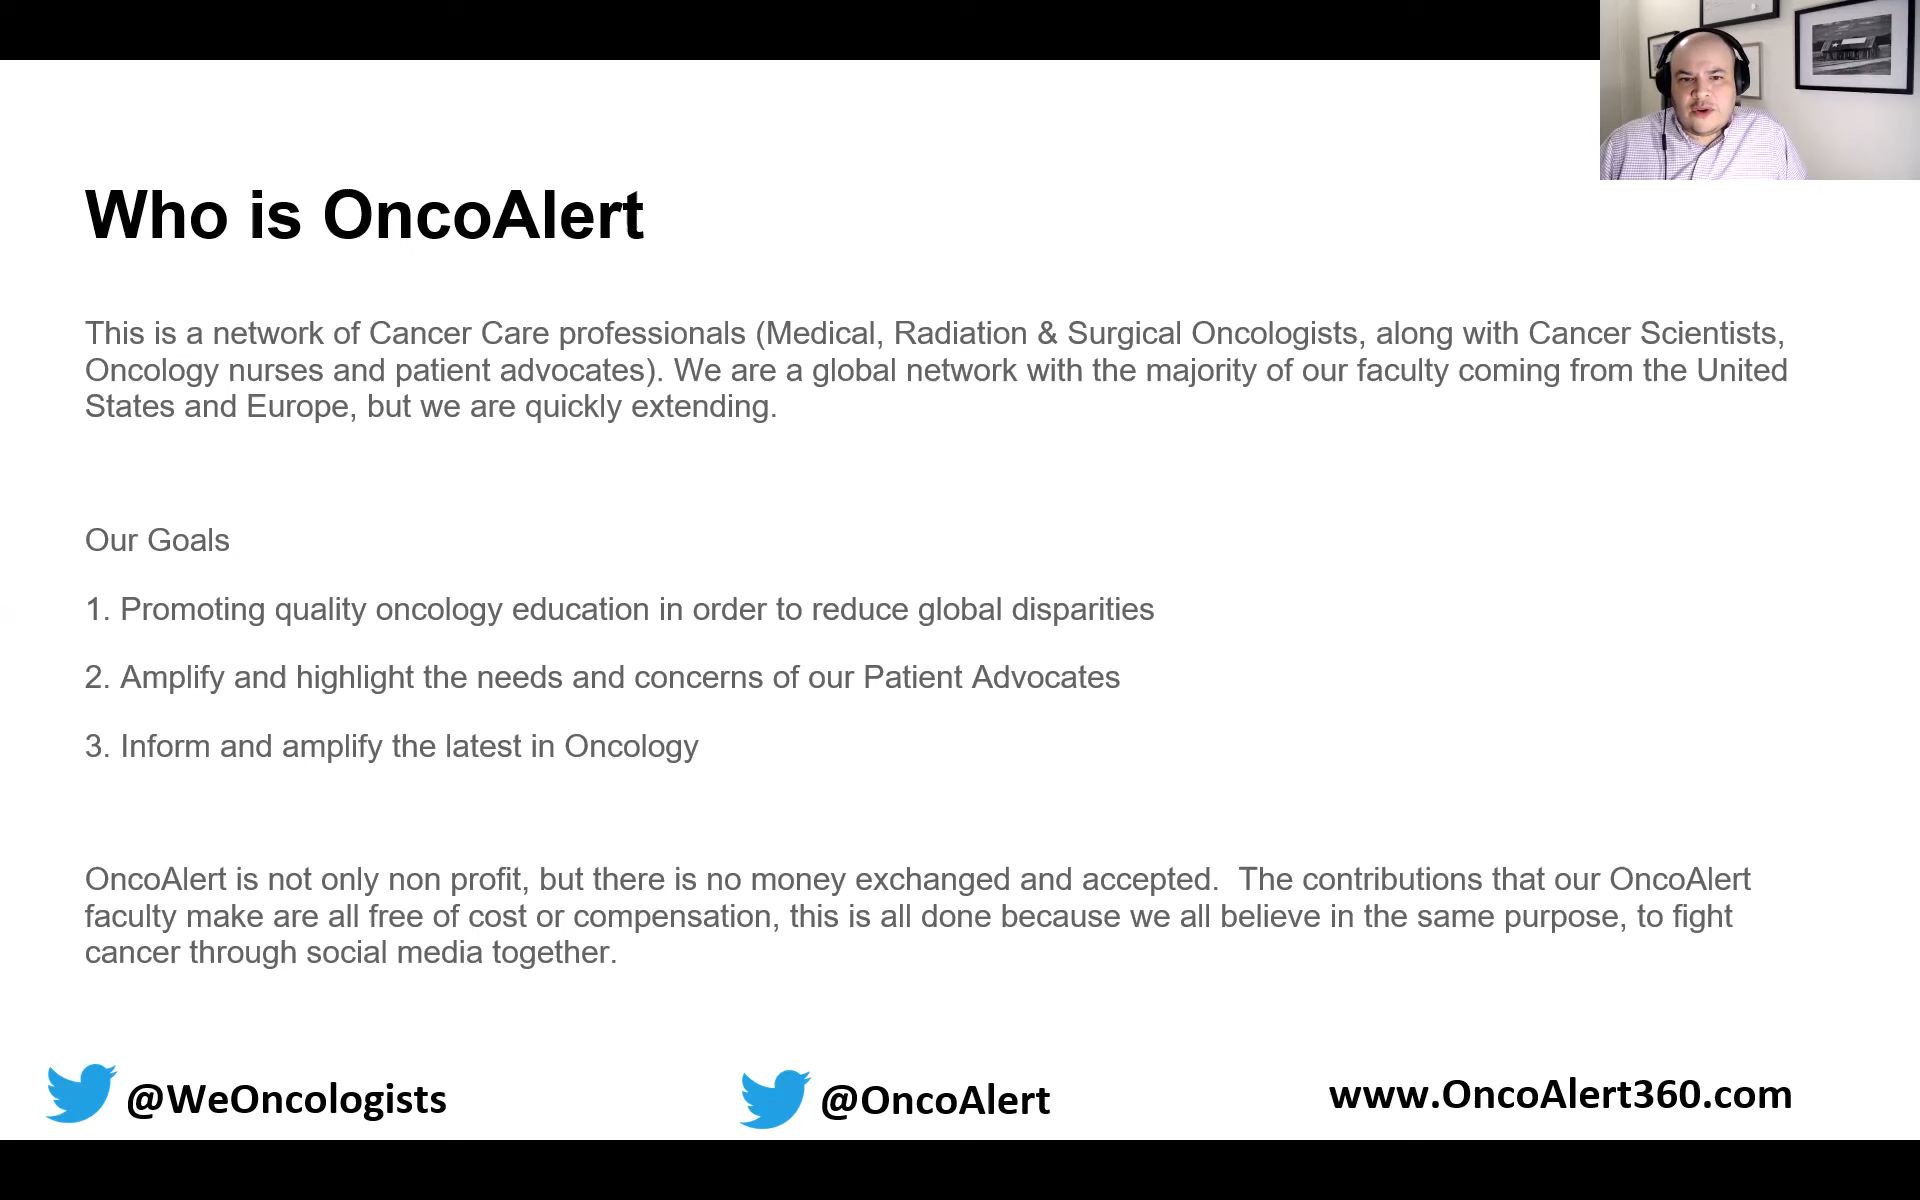 Who is OncoAlert
This is a network of Cancer Care professionals (Medical, Radiation & Surgical Oncologists, along with Cancer Scientists,
Oncology nurses and patient advocates). We are a global network with the majority of our faculty coming from the United
States and Europe, but we are quickly extending.
Our Goals
1. Promoting quality oncology education in order to reduce global disparities
2. Amplify and highlight the needs and concerns of our Patient Advocates
3. Inform and amplify the latest in Oncology
OncoAlert is not only non profit, but there is no money exchanged and accepted.  The contributions that our OncoAlert
faculty make are all free of cost or compensation, this is all done because we all believe in the same purpose, to fight
cancer through social media together.
@WeOncologists
@OncoAlert
www.OncoAlert360.com